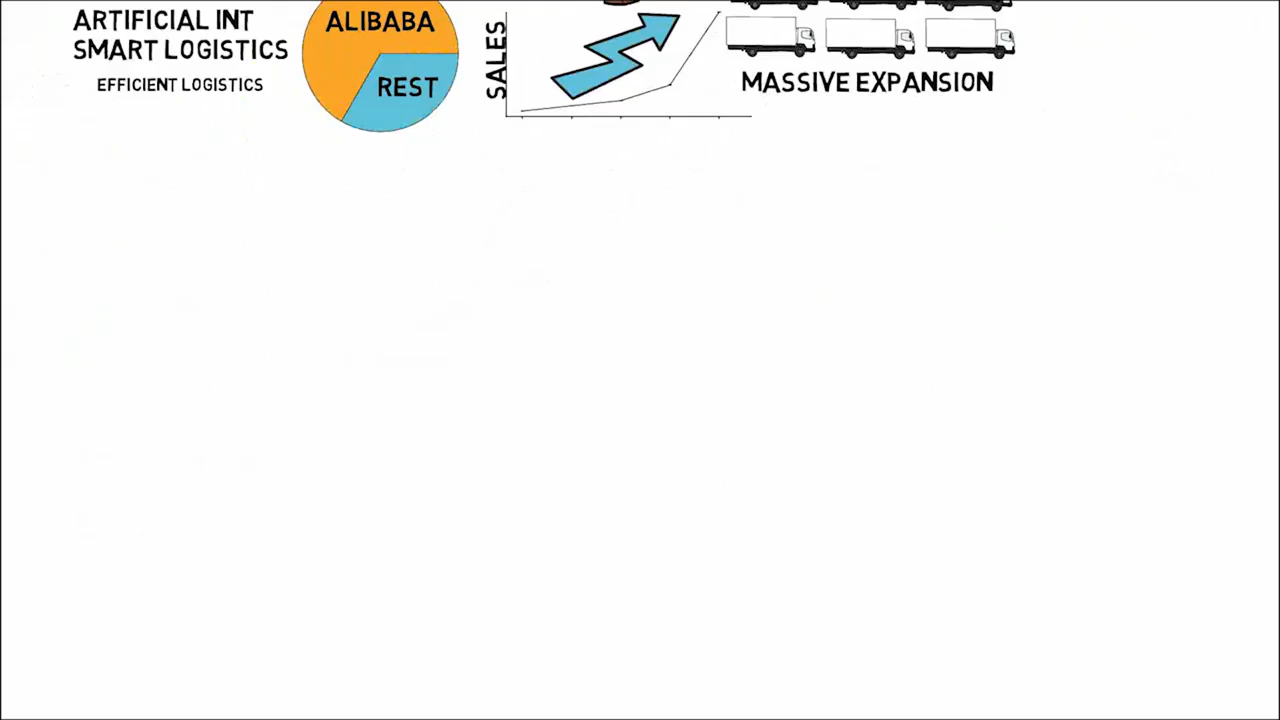 ARTIFICIAL INT
SMART LOGISTICS
EFFICIENT LOGISTICS
ALIBABA
REST
SALES
MASSIVE EXPANSION